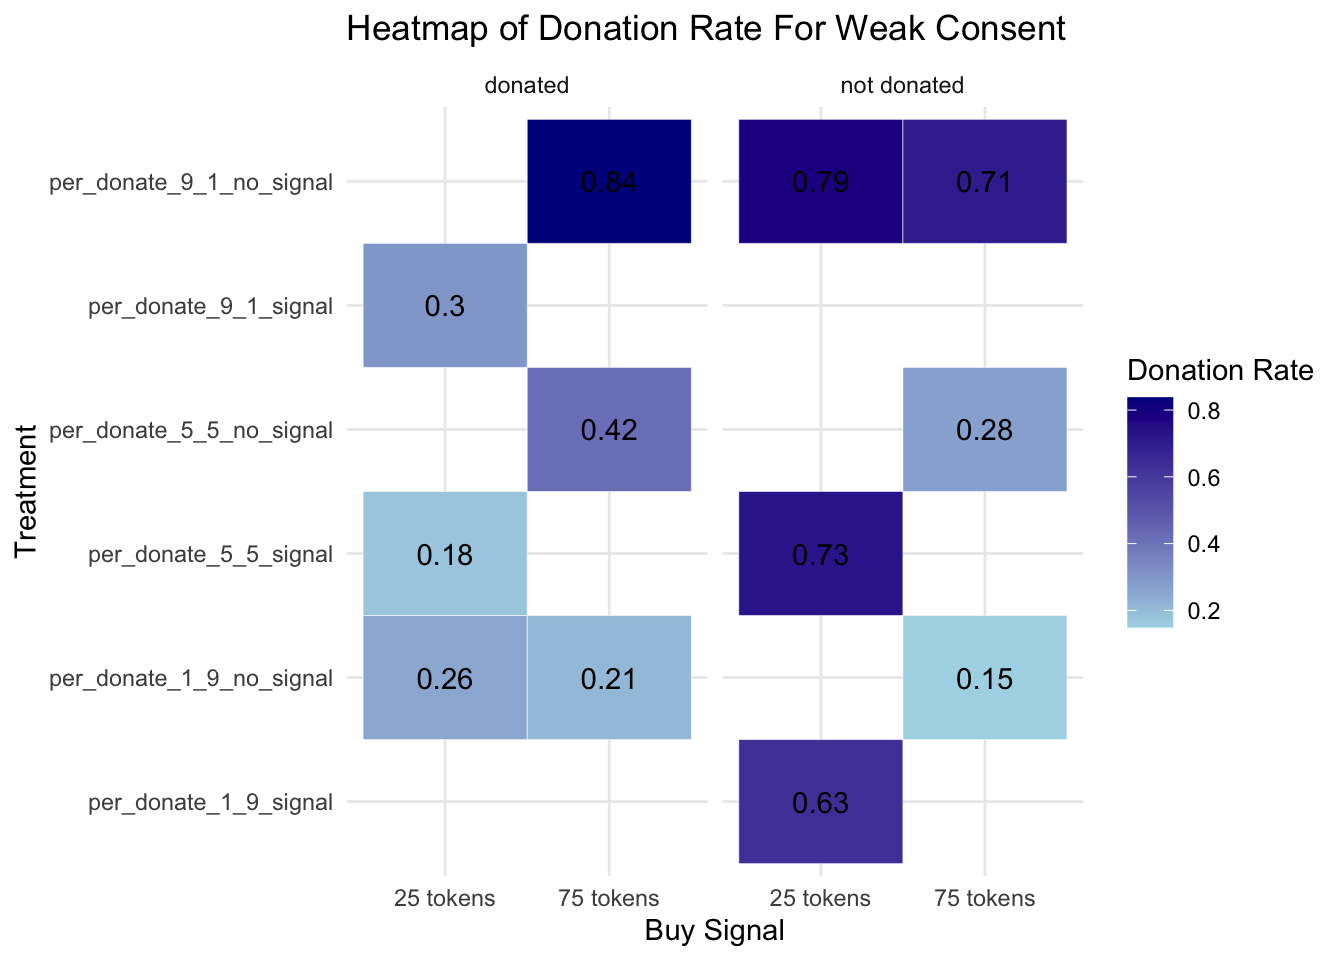 Heatmap of Donation Rate For Weak Consent
donated
not donated
per_donate_9_1_no_signal
0.84
0.79
0.71
per_donate_9_1_signal
0.3
per_donate_5_5_no_signal
0.42
0.28
per_donate_5_5_signal
0.18
0.73
per_donate_1_9_no_signal
0.26
0.21
0.15
per_donate_1_9_signal
0.63
Treatment
25 tokens
75 tokens
25 tokens
75 tokens
Buy Signal
Donation Rate
0.8
0.6
0.4
0.2